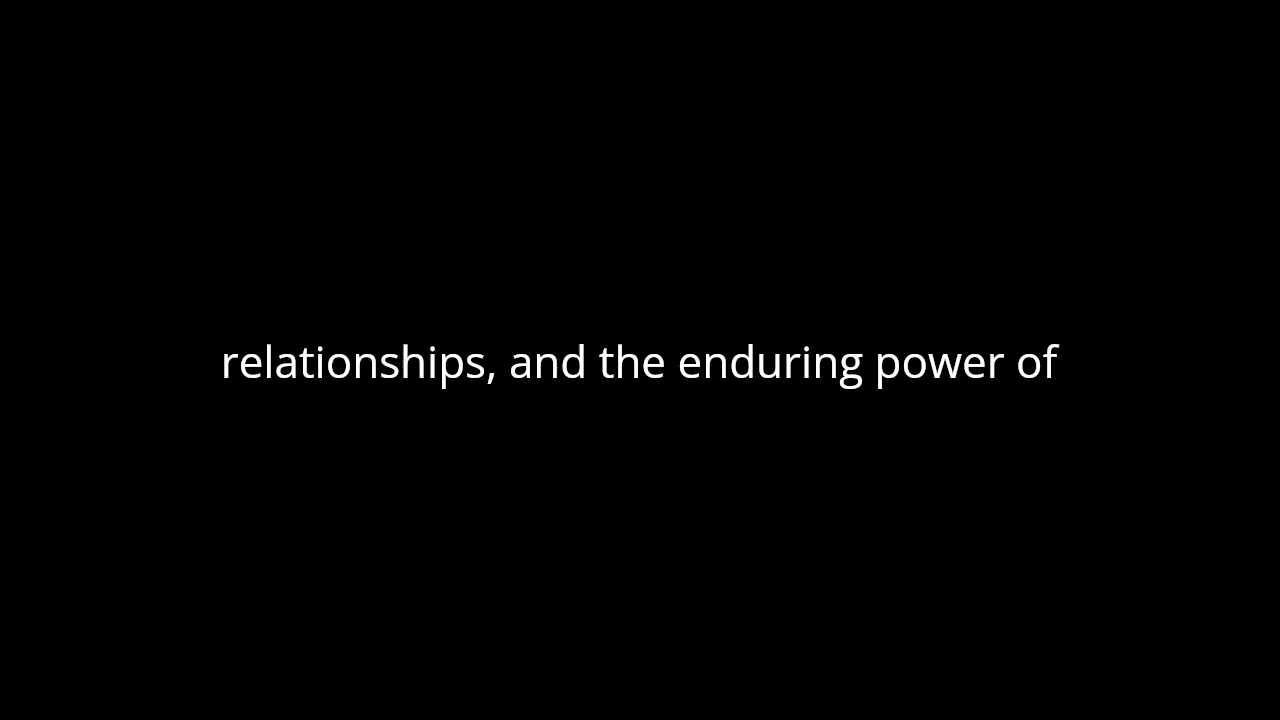 relationships, and the enduring power of